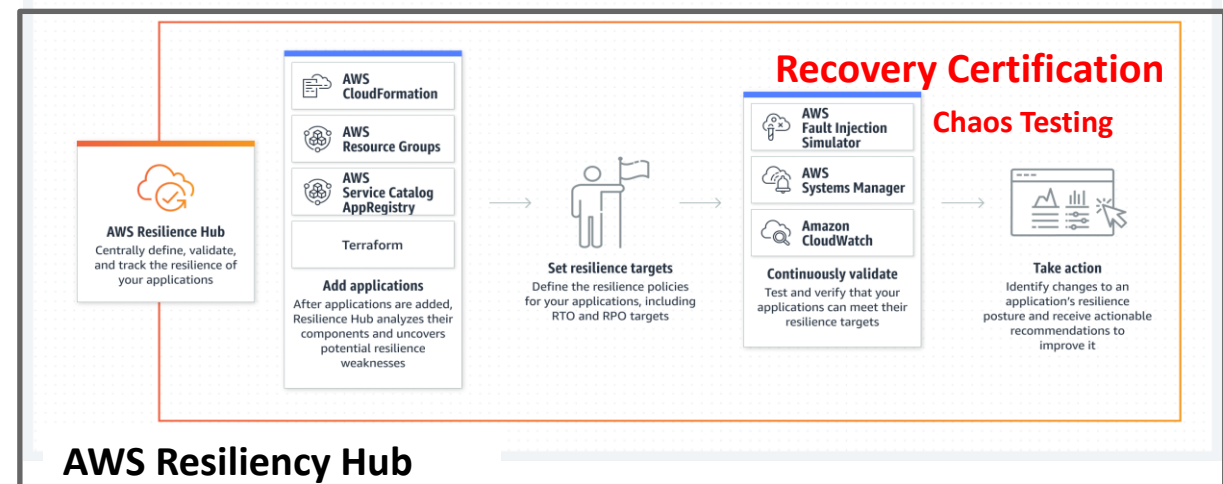 Recovery Certification
Chaos Testing
AWS Resilience Hub
Centrally define, validate,
and track the resilience of
your applications
AWS
CloudFormation
AWS
Resource Groups
AWS
Service Catalog
AppRegistry
Terraform
Add applications
After applications are added,
Resilience Hub analyzes their
components and uncovers
potential resilience
weaknesses
Set resilience targets
Define the resilience policies
for your applications, including
RTO and RPO targets
AWS
Fault Injection
Simulator
AWS
Systems Manager
Amazon
CloudWatch
Continuously validate
Test and verify that your
applications can meet their
resilience targets
Take action
Identify changes to an
application's resilience
posture and receive actionable
recommendations to
improve it
AWS Resiliency Hub